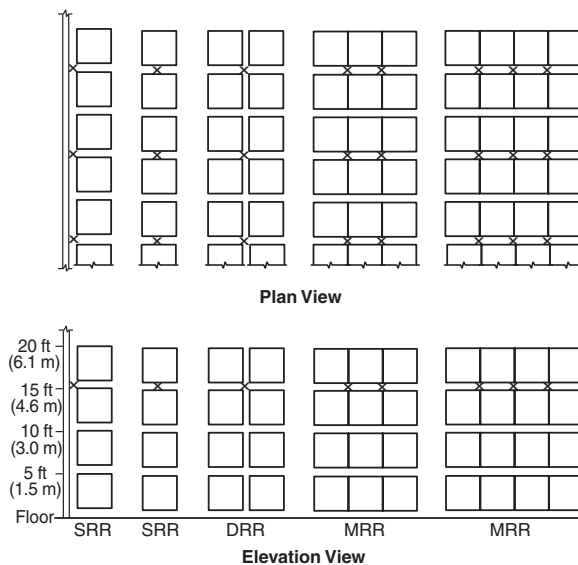 Plan View
20 ft
(6.1 m)
15 ft
(4.6 m)
10 ft
(3.0 m)
5 ft
(1.5 m)
Floor
SRR SRR DRR MRR MRR
Elevation View